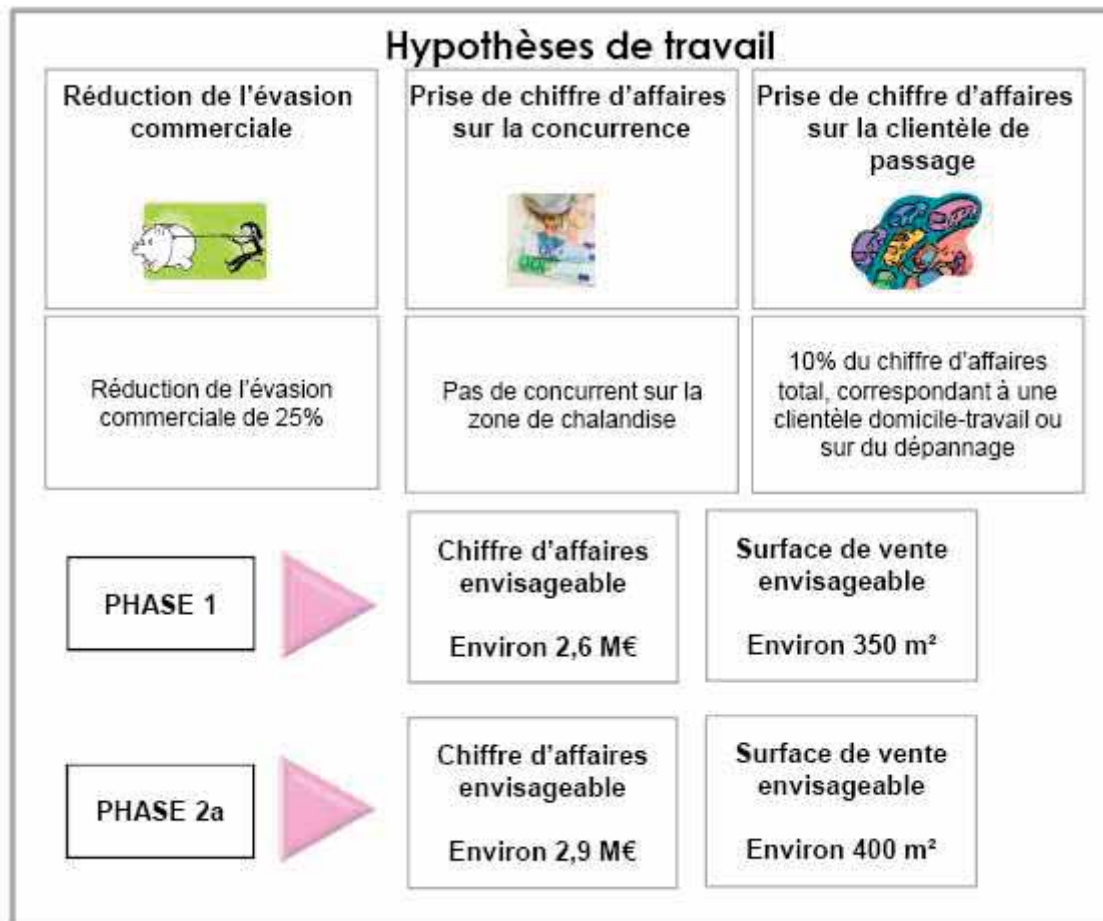 Hypothèses de travail
Réduction de l'évasion
commerciale
Prise de chiffre d'affaires
sur la concurrence
Prise de chiffre d'affaires
sur la clientèle de
passage
Réduction de l'évasion
commerciale de 25%
Pas de concurrent sur la
zone de chalandise
10% du chiffre d'affaires
total, correspondant à une
clientèle domicile-travail ou
sur du dépannage
PHASE 1
Chiffre d'affaires
envisageable
Environ 2,6 M€
Surface de vente
envisageable
Environ 350 m²
PHASE 2a
Chiffre d'affaires
envisageable
Environ 2,9 M€
Surface de vente
envisageable
Environ 400 m²